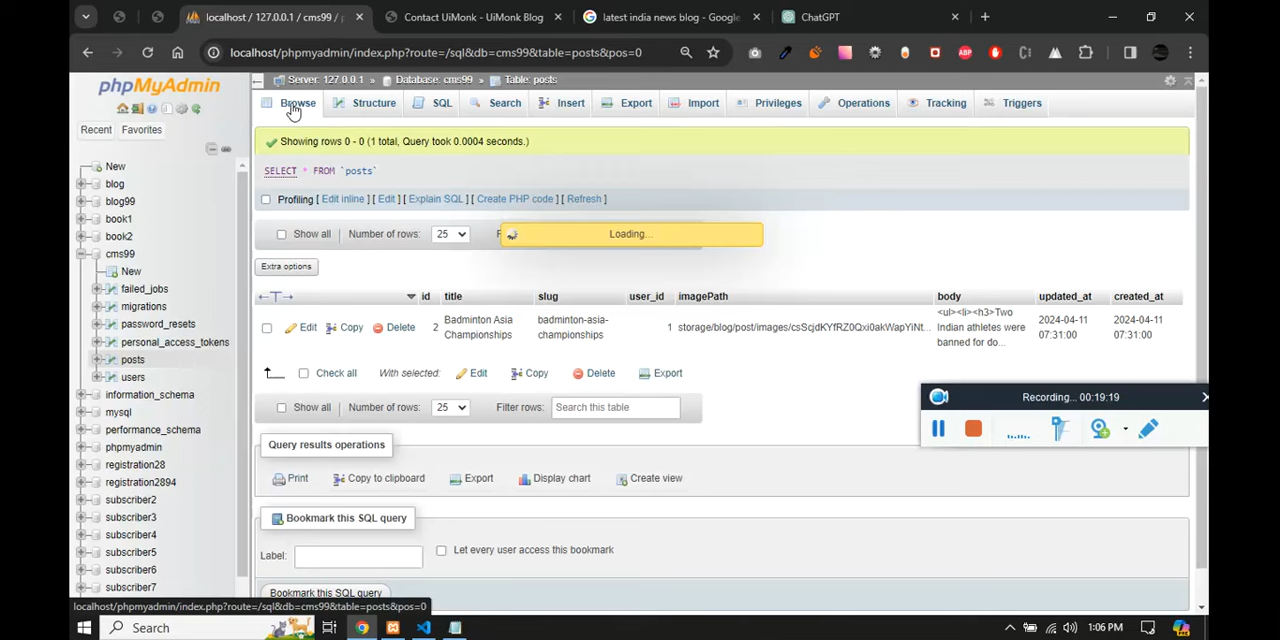 localhost / 127.0.0.1 / cms99 / p
Contact UiMonk - UiMonk Blog
latest india news blog - Google
ChatGPT
localhost/phpmyadmin/index.php?route=/sql&db=cms99&table=posts&pos=0
phpMyAdmin
Recent Favorites
New
blog
blog99
book1
book2
cms99
New
failed_jobs
migrations
password_resets
personal_access_tokens
posts
users
information_schema
mysql
performance_schema
phpmyadmin
registration28
registration2894
subscriber2
subscriber3
subscriber4
subscriber5
subscriber6
subscriber7
Server: 127.0.0.1 » Database: cms99 » Table: posts
Browse Structure SQL Search Insert Export Import Privileges Operations Tracking Triggers
Showing rows 0 - 0 (1 total, Query took 0.0004 seconds.)
SELECT * FROM `posts`
Profiling [ Edit inline ] [ Edit ] [ Explain SQL ] [ Create PHP code ] [ Refresh ]
Show all Number of rows: 25
Loading...
Extra options
id title slug user_id imagePath body updated_at created_at
Edit Copy Delete 2 Badminton Asia Championships badminton-asia-championships 1 storage/blog/post/images/csScjdKYfRZ0Qxi0akWapYiNt... <ul><li><h3>Two Indian athletes were banned for do... 2024-04-11 07:31:00 2024-04-11 07:31:00
Check all With selected: Edit Copy Delete Export
Show all Number of rows: 25 Filter rows: Search this table
Recording... 00:19:19
Query results operations
Print Copy to clipboard Export Display chart Create view
Bookmark this SQL query
Label: Let every user access this bookmark
Bookmark this SQL query
localhost/phpmyadmin/index.php?route=/sql&db=cms99&table=posts&pos=0
Search
1:06 PM